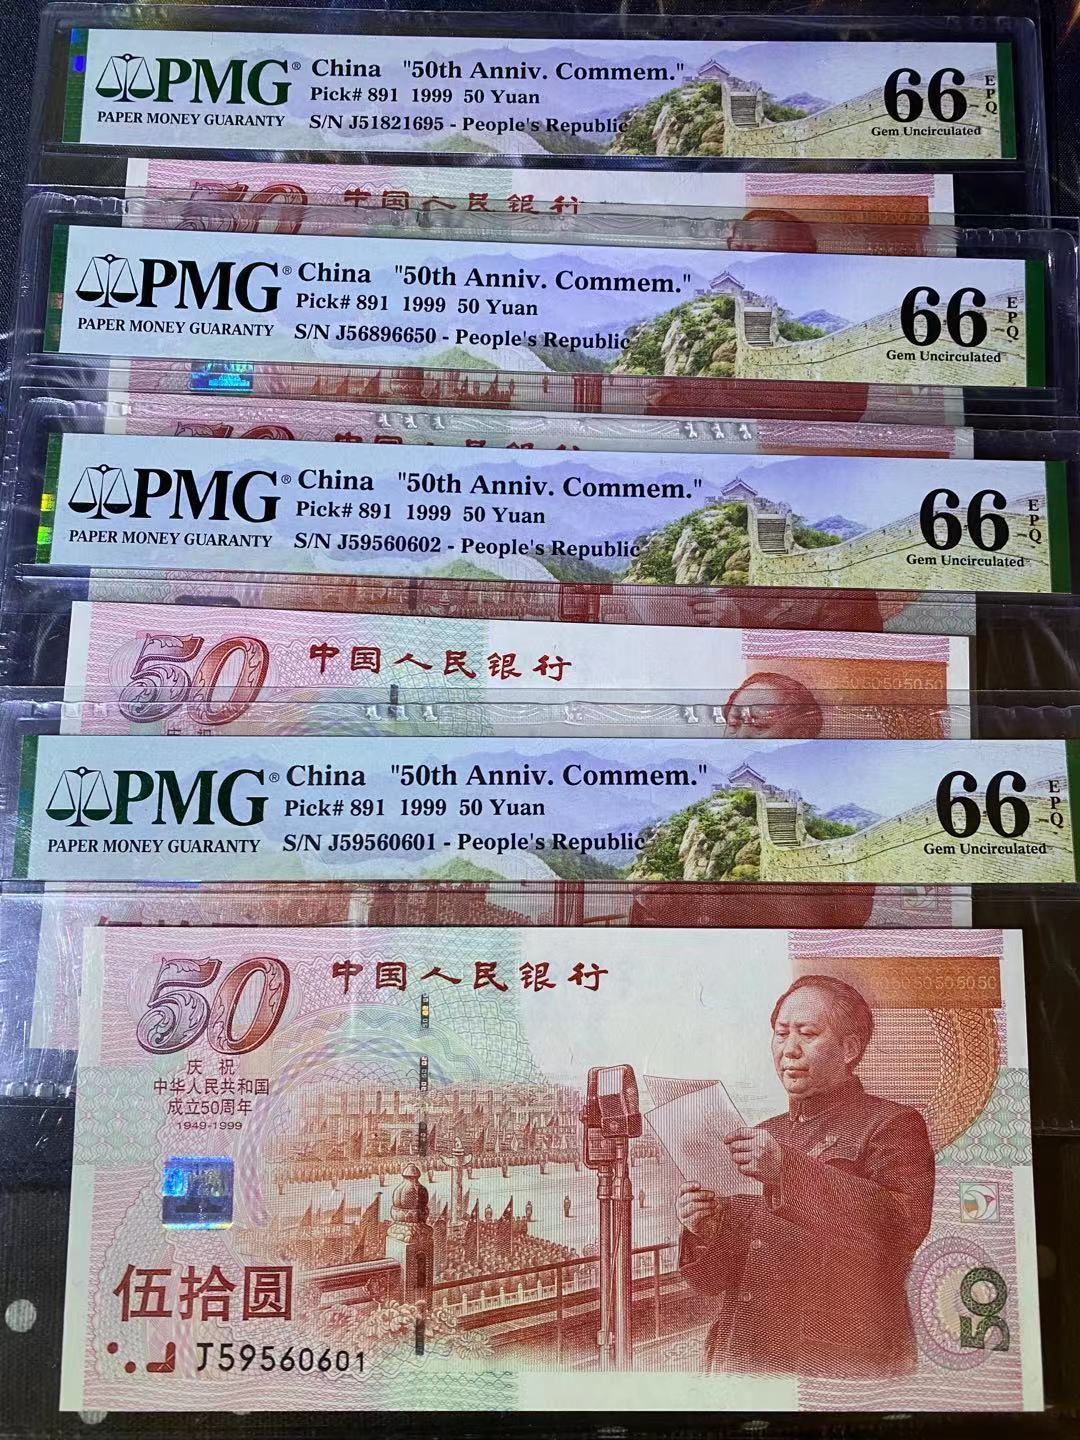 PMG® China "50th Anniv. Commem."
Pick# 891 1999 50 Yuan
PAPER MONEY GUARANTY
S/N J51821695 - People's Republic
66 EPQ
Gem Uncirculated
50 中国人民银行
PMG® China "50th Anniv. Commem."
Pick# 891 1999 50 Yuan
PAPER MONEY GUARANTY
S/N J56896650 - People's Republic
66 EPQ
Gem Uncirculated
PMG® China "50th Anniv. Commem."
Pick# 891 1999 50 Yuan
PAPER MONEY GUARANTY
S/N J59560602 - People's Republic
66 EPQ
Gem Uncirculated
50 中国人民银行
50505050
庆祝
PMG® China "50th Anniv. Commem."
Pick# 891 1999 50 Yuan
PAPER MONEY GUARANTY
S/N J59560601 - People's Republic
66 EPQ
Gem Uncirculated
50 中国人民银行
5050505050
庆祝
中华人民共和国
成立50周年
1949-1999
伍拾圆
50
J59560601